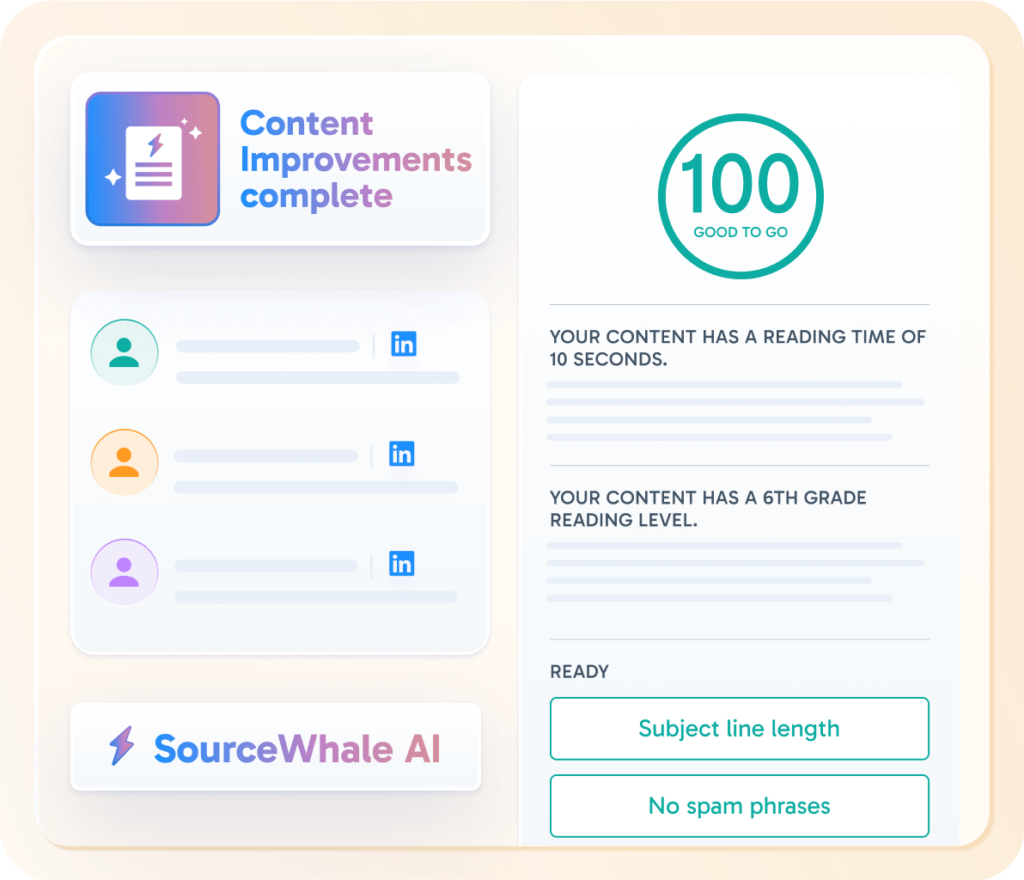 Content
Improvements
complete
in
in
in
SourceWhale AI
100
GOOD TO GO
YOUR CONTENT HAS A READING TIME OF
10 SECONDS.
YOUR CONTENT HAS A 6TH GRADE
READING LEVEL.
READY
Subject line length
No spam phrases